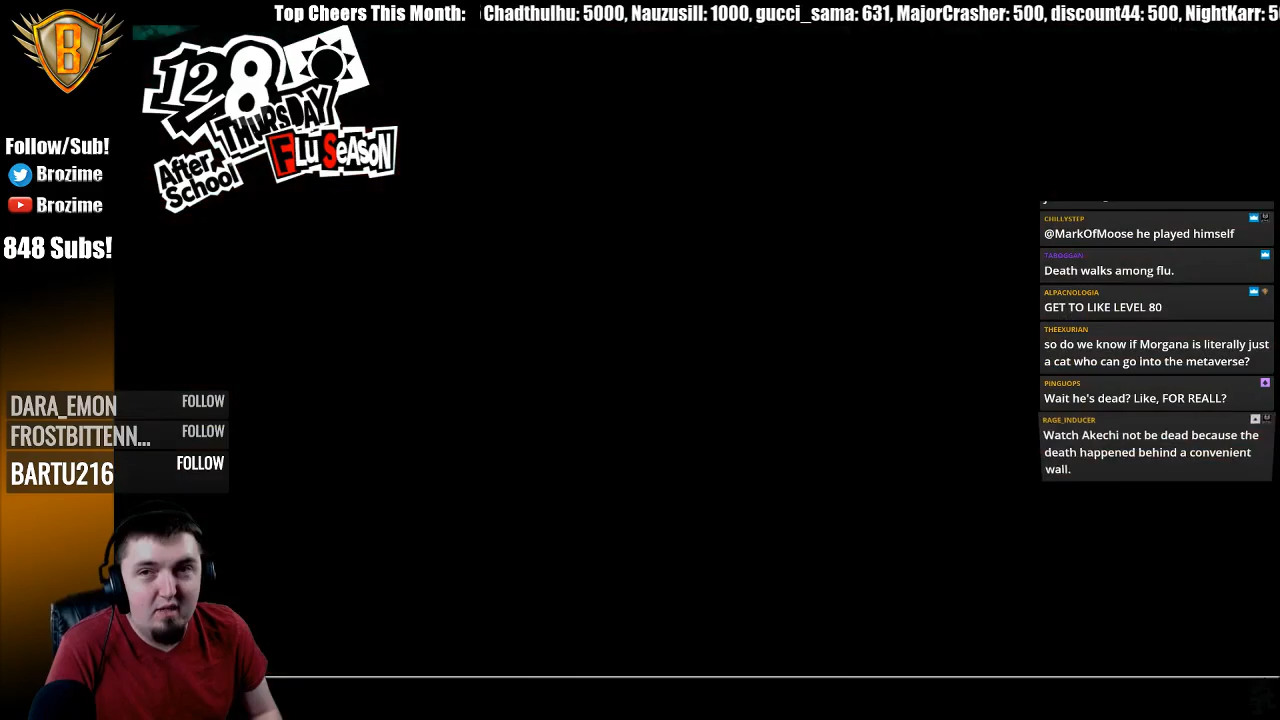 Top Cheers This Month: Chadthulhu: 5000, Nauzusill: 1000, gucci_sama: 631, MajorCrasher: 500, discount44: 500, NightKarr: 50
B
12 8
THURSDAY
After School
Flu SeasoN
Follow/Sub!
Brozime
Brozime
848 Subs!
DARA_EMON FOLLOW
FROSTBITTENN... FOLLOW
BARTU216 FOLLOW
CHILLYSTEP
@MarkOfMoose he played himself
TABOGGAN
Death walks among flu.
ALPACNOLOGIA
GET TO LIKE LEVEL 80
THEEXURIAN
so do we know if Morgana is literally just
a cat who can go into the metaverse?
PINGUOPS
Wait he's dead? Like, FOR REALL?
RAGE_INDUCER
Watch Akechi not be dead because the
death happened behind a convenient
wall.